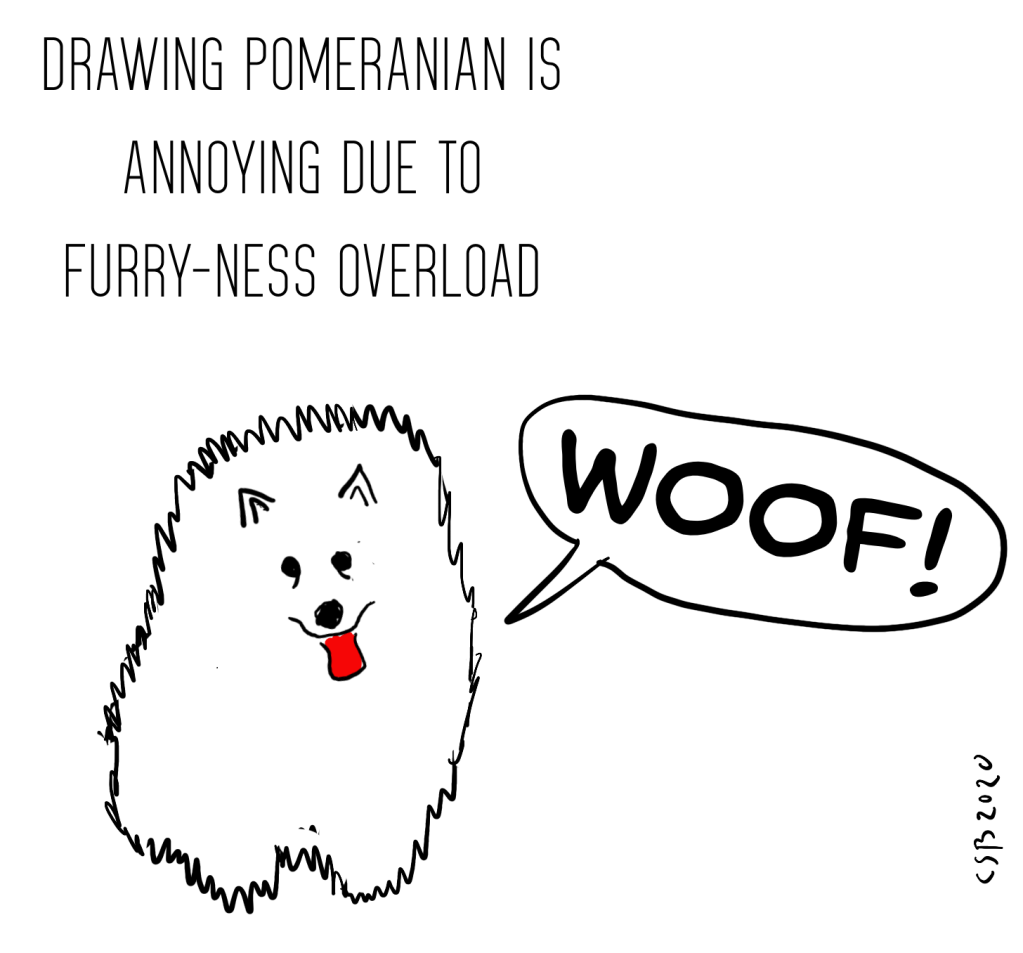 DRAWING POMERANIAN IS
ANNOYING DUE TO
FURRY-NESS OVERLOAD
WOOF!
CSB2020